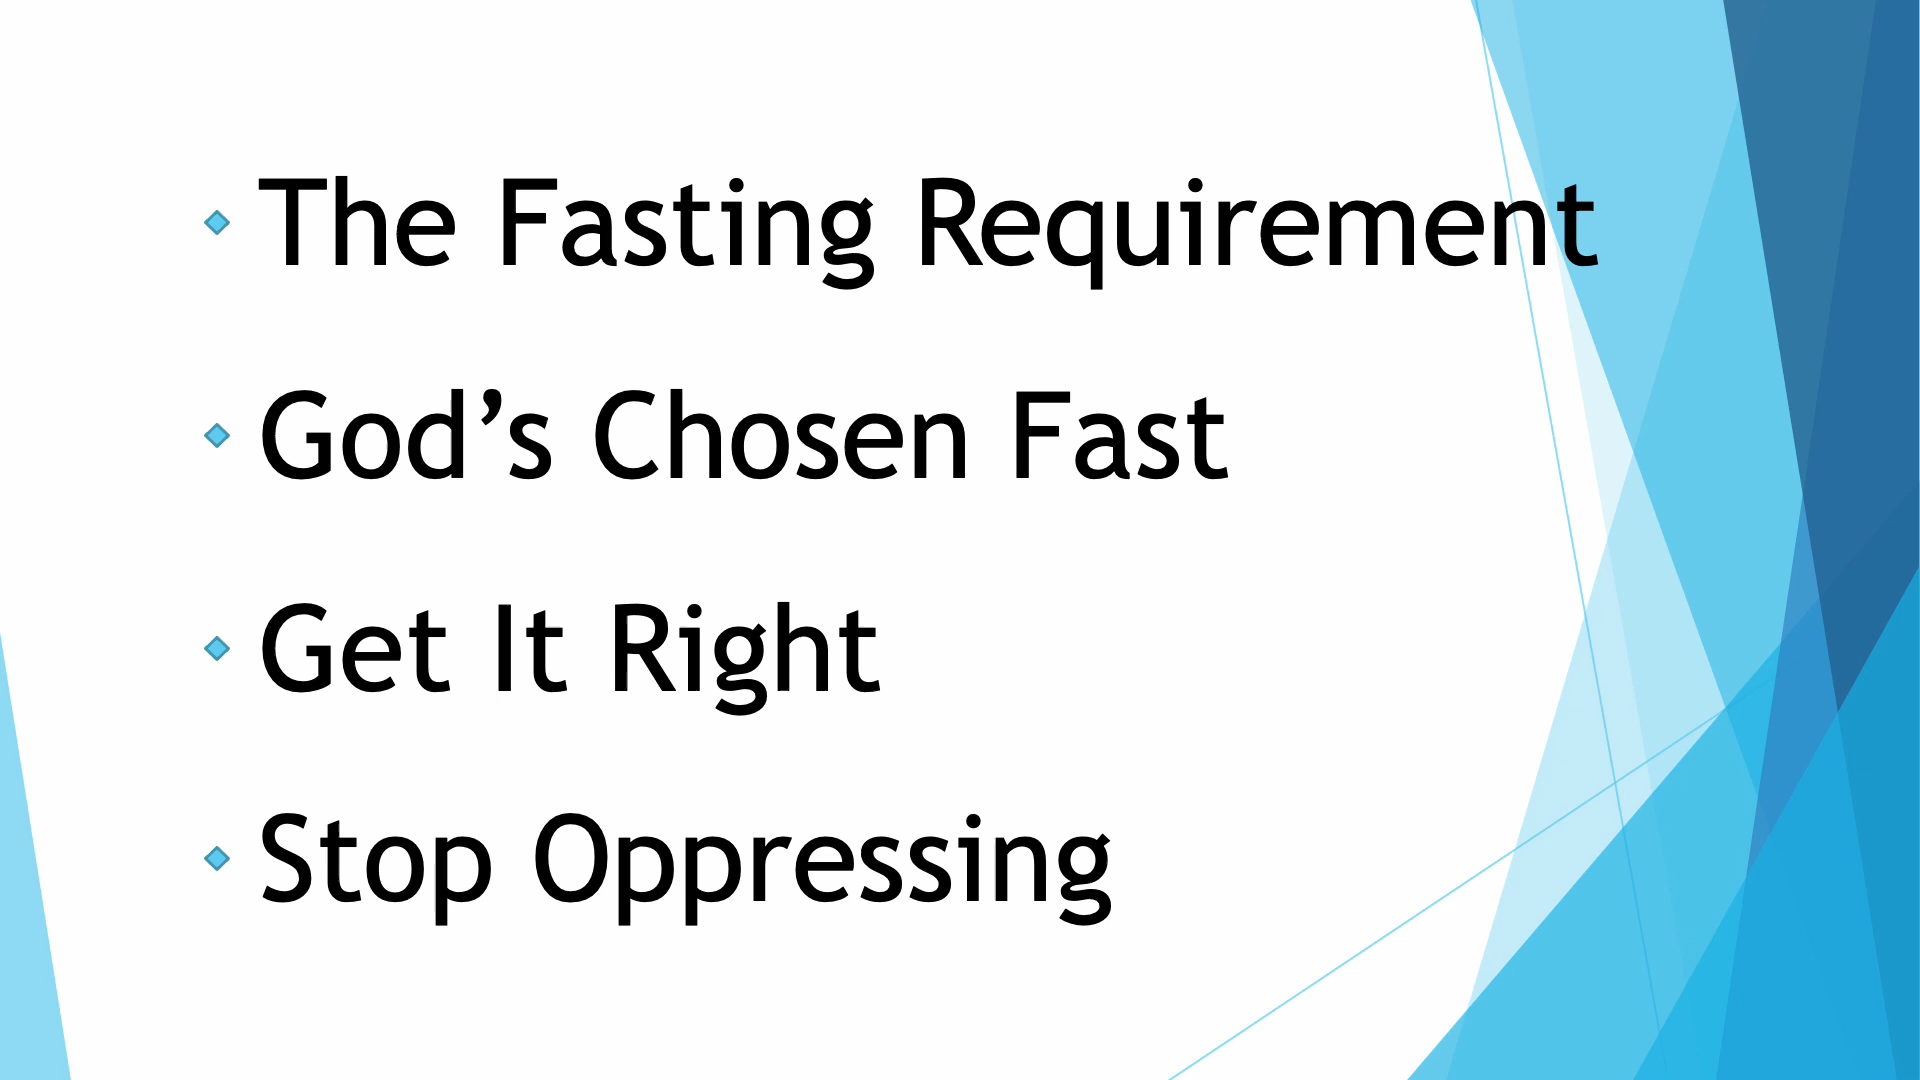 The Fasting Requirement
God’s Chosen Fast
Get It Right
Stop Oppressing